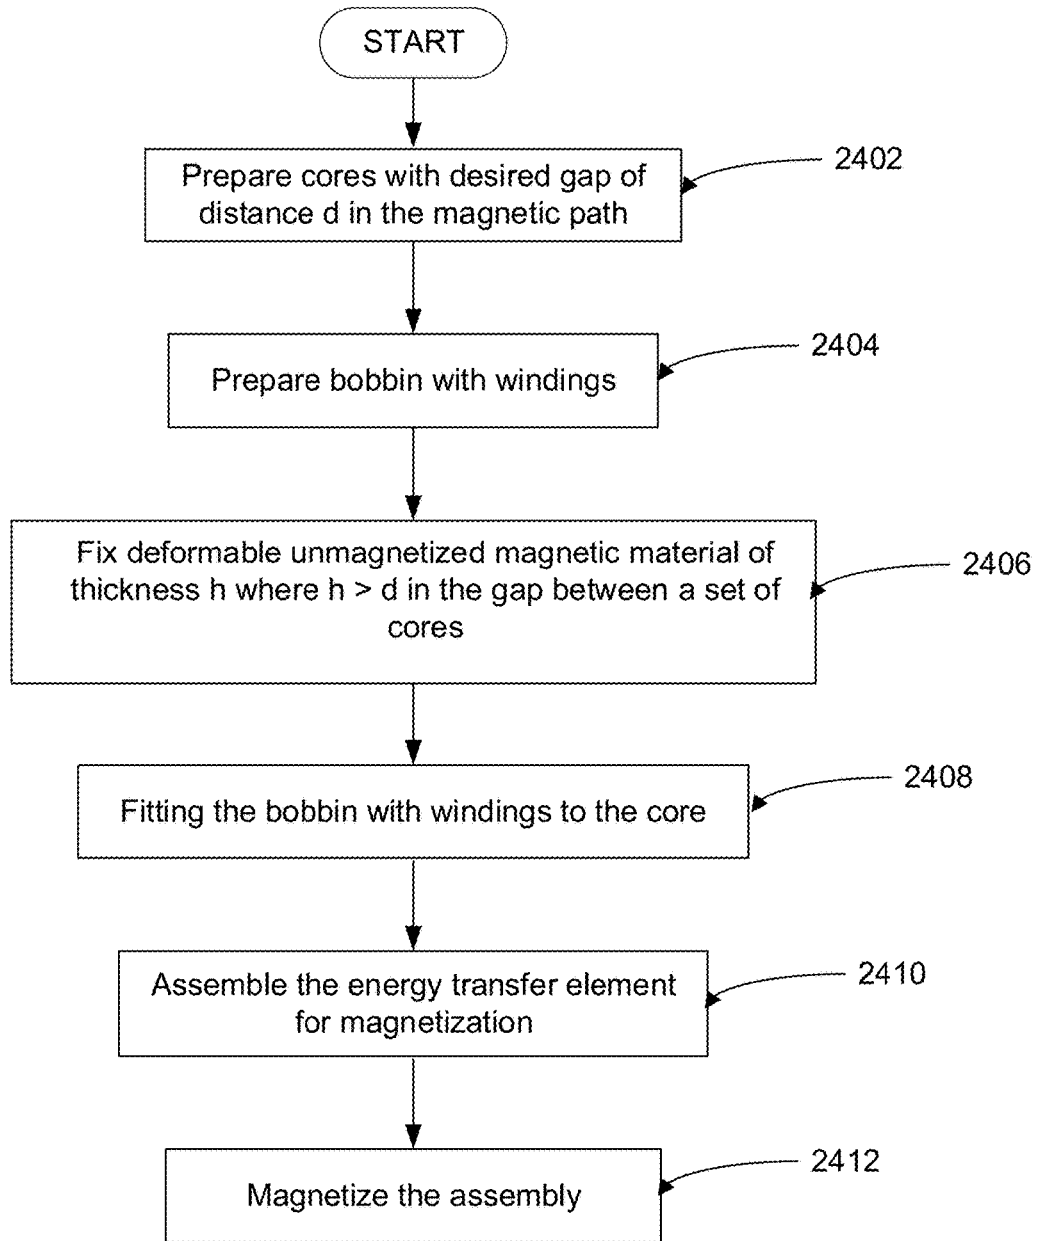 START
2402
Prepare cores with desired gap of
distance d in the magnetic path
2404
Prepare bobbin with windings
Fix deformable unmagnetized magnetic material of
2406
thickness h where h > d in the gap between a set of
cores
2408
Fitting the bobbin with windings to the core
2410
Assemble the energy transfer element
for magnetization
2412
Magnetize the assembly